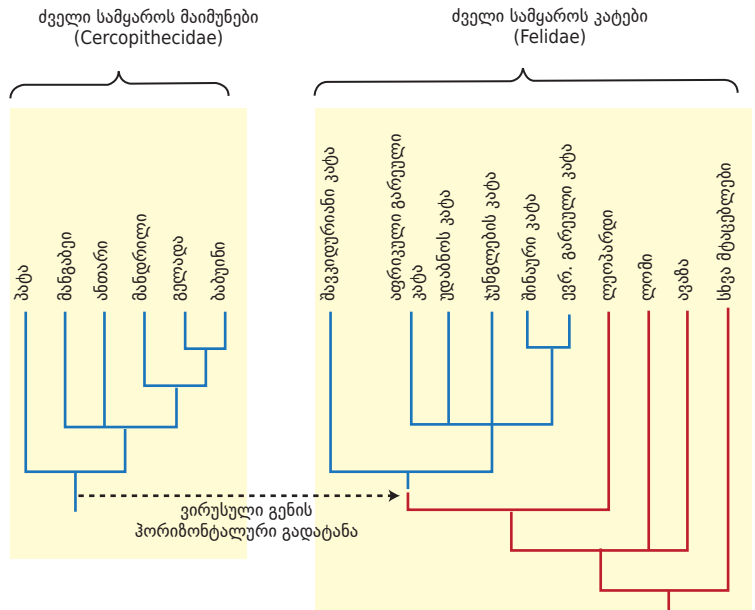 ძველი სამყაროს მაიმუნები
(Cercopithecidae)
ძველი სამყაროს კატები
(Felidae)
პატა
მანგაბეი
ანთარი
მანდრილი
გელადა
ბაბუინი
შავკიდურიანი კატა
აფრიკული გარეული
კატა
უდაბნოს კატა
ჯუნგლების კატა
შინაური კატა
ევრ. გარეული კატა
ლეოპარდი
ლომი
ავაზა
სხვა მტაცებლები
ვირუსული გენის
ჰორიზონტალური გადატანა